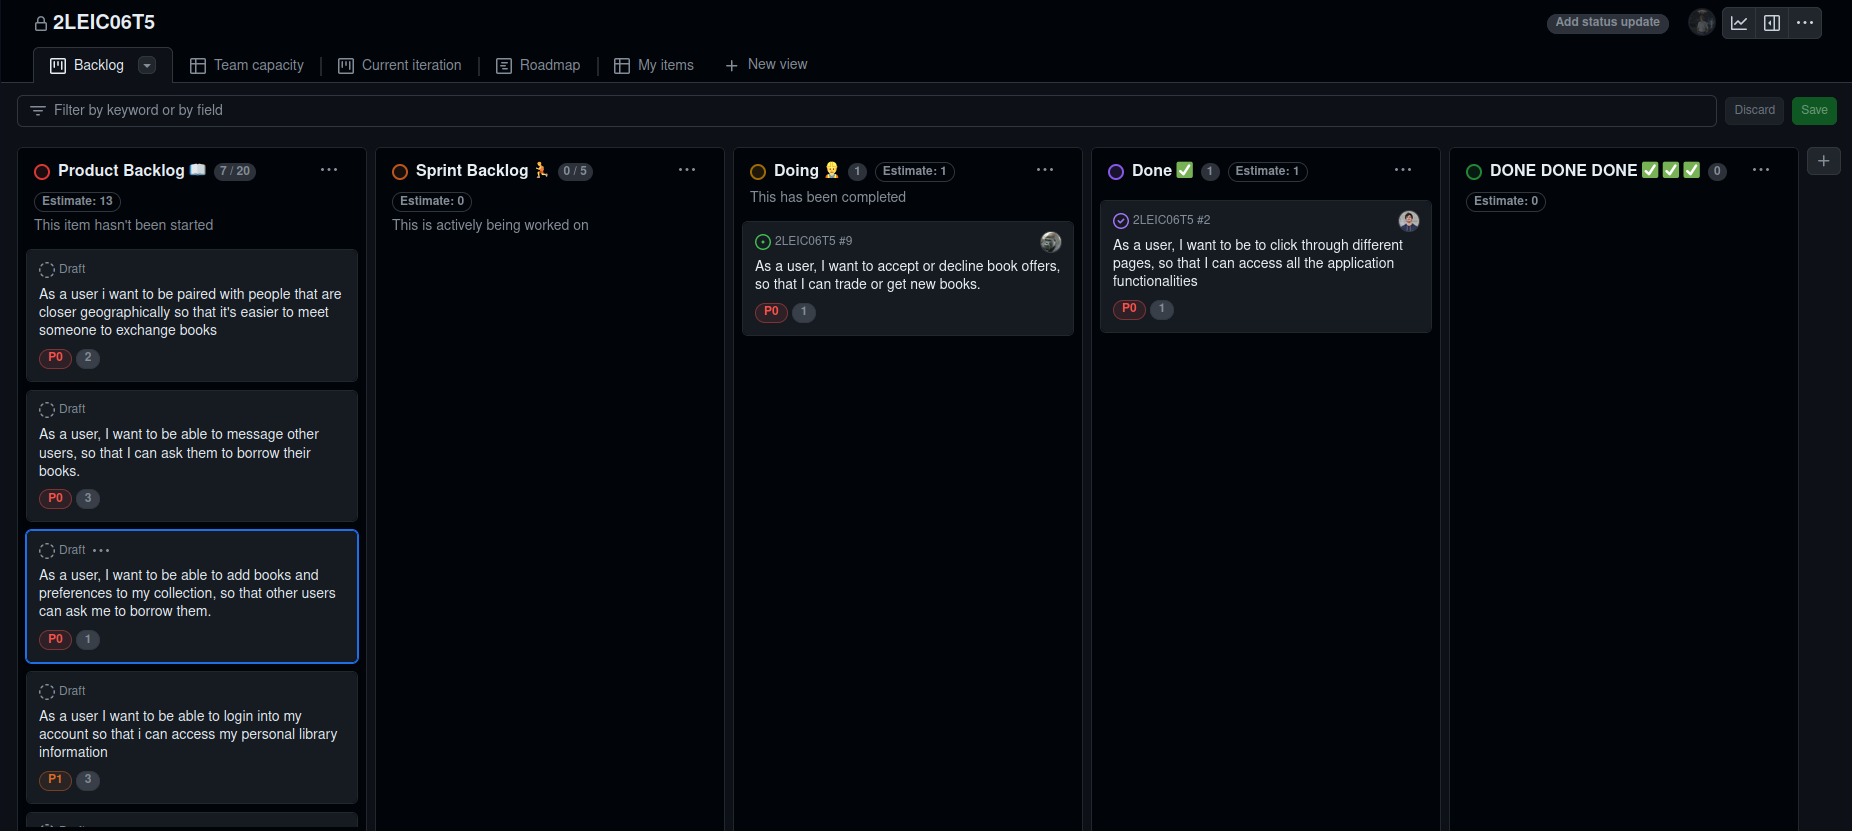 2LEIC06T5
Add status update
Backlog
Team capacity
Current iteration
Roadmap
My items
New view
Filter by keyword or by field
Discard
Save
Product Backlog 📖 7 / 20
Estimate: 13
This item hasn't been started
Draft
As a user i want to be paired with people that are
closer geographically so that it's easier to meet
someone to exchange books
P0 2
Draft
As a user, I want to be able to message other
users, so that I can ask them to borrow their
books.
P0 3
Draft
As a user, I want to be able to add books and
preferences to my collection, so that other users
can ask me to borrow them.
P0 1
Draft
As a user I want to be able to login into my
account so that i can access my personal library
information
P1 3
Sprint Backlog 🏃 0 / 5
Estimate: 0
This is actively being worked on
Doing 👷 1 Estimate: 1
This has been completed
2LEIC06T5 #9
As a user, I want to accept or decline book offers,
so that I can trade or get new books.
P0 1
Done ✅ 1 Estimate: 1
2LEIC06T5 #2
As a user, I want to be to click through different
pages, so that I can access all the application
functionalities
P0 1
DONE DONE DONE ✅✅✅ 0
Estimate: 0